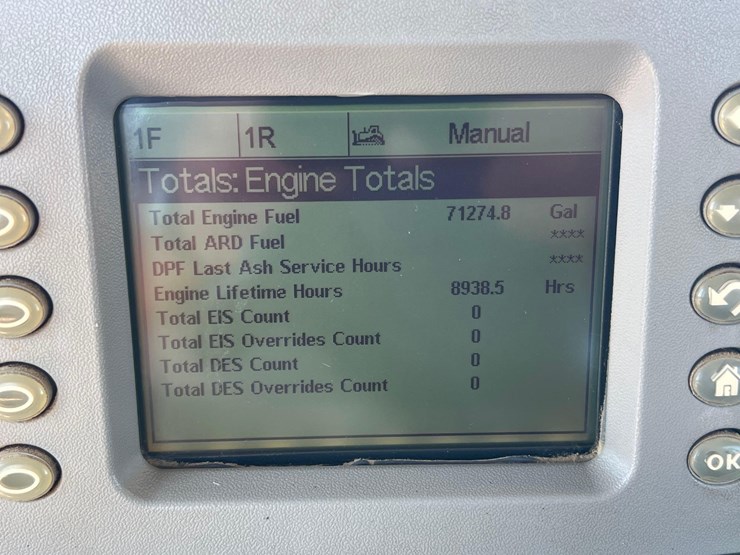 1F 1R Manual
Totals: Engine Totals
Total Engine Fuel 71274.8 Gal
Total ARD Fuel ****
DPF Last Ash Service Hours ****
Engine Lifetime Hours 8938.5 Hrs
Total EIS Count 0
Total EIS Overrides Count 0
Total DES Count 0
Total DES Overrides Count 0
OK